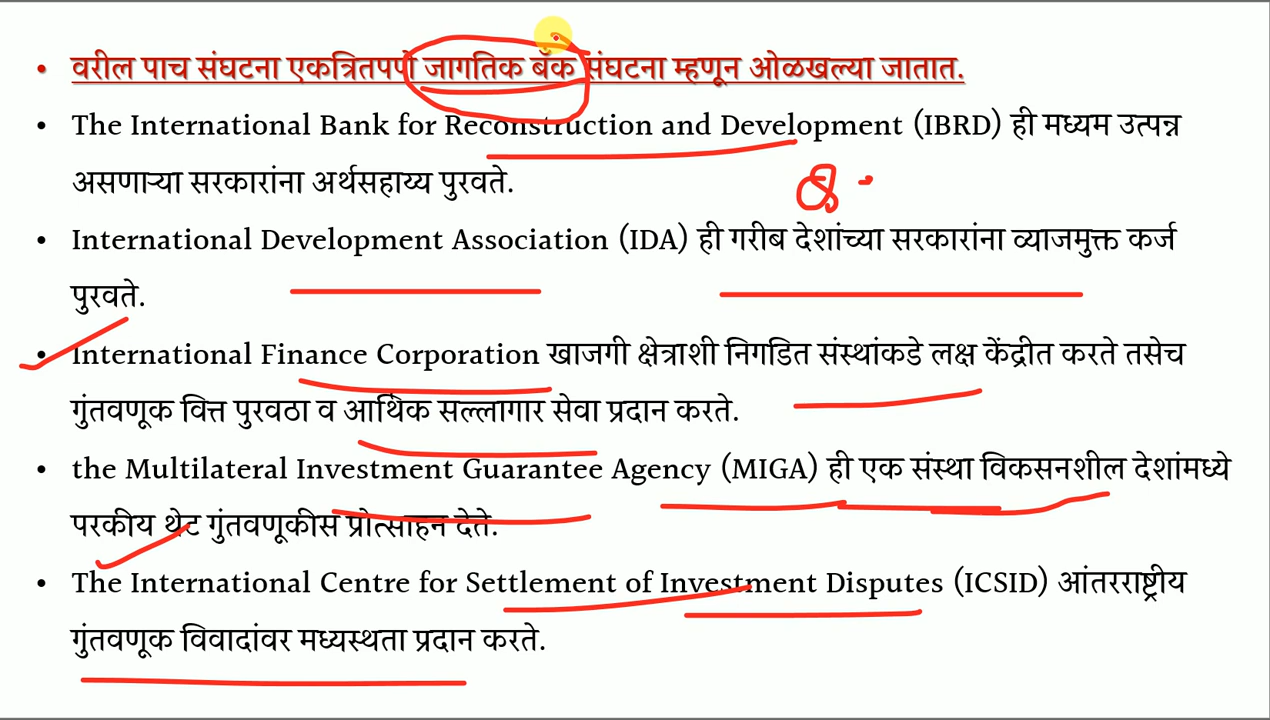 • वरील पाच संघटना एकत्रितपणे जागतिक बँक संघटना म्हणून ओळखल्या जातात.
• The International Bank for Reconstruction and Development (IBRD) ही मध्यम उत्पन्न
असणाऱ्या सरकारांना अर्थसहाय्य पुरवते.
• International Development Association (IDA) ही गरीब देशांच्या सरकारांना व्याजमुक्त कर्ज
पुरवते.
• International Finance Corporation खाजगी क्षेत्राशी निगडित संस्थांकडे लक्ष केंद्रीत करते तसेच
गुंतवणूक वित्त पुरवठा व आर्थिक सल्लागार सेवा प्रदान करते.
• the Multilateral Investment Guarantee Agency (MIGA) ही एक संस्था विकसनशील देशांमध्ये
परकीय थेट गुंतवणूकीस प्रोत्साहन देते.
• The International Centre for Settlement of Investment Disputes (ICSID) आंतरराष्ट्रीय
गुंतवणूक विवादांवर मध्यस्थता प्रदान करते.